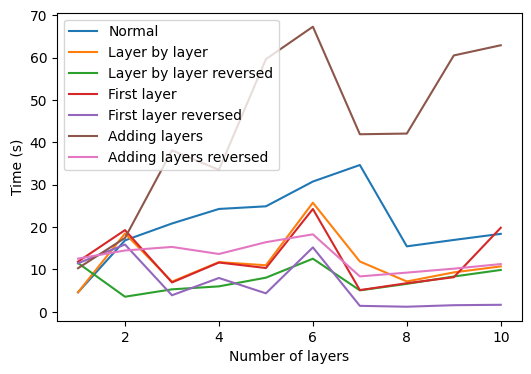 70
60
50
40
30
20
10
0
Time (s)
Normal
Layer by layer
Layer by layer reversed
First layer
First layer reversed
Adding layers
Adding layers reversed
2 4 6 8 10
Number of layers